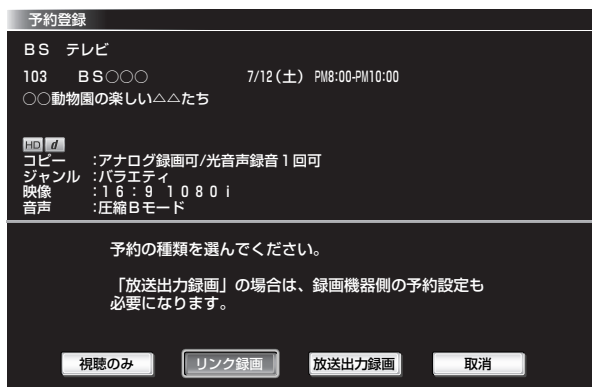 予約登録
BS テレビ
103 BS○○○ 7/12(土) PM8:00-PM10:00
○○動物園の楽しい△△たち
HD d
コピー :アナログ録画可/光音声録音1回可
ジャンル :バラエティ
映像 :16:9 1080i
音声 :圧縮Bモード
予約の種類を選んでください。
「放送出力録画」の場合は、録画機器側の予約設定も
必要になります。
視聴のみ リンク録画 放送出力録画 取消